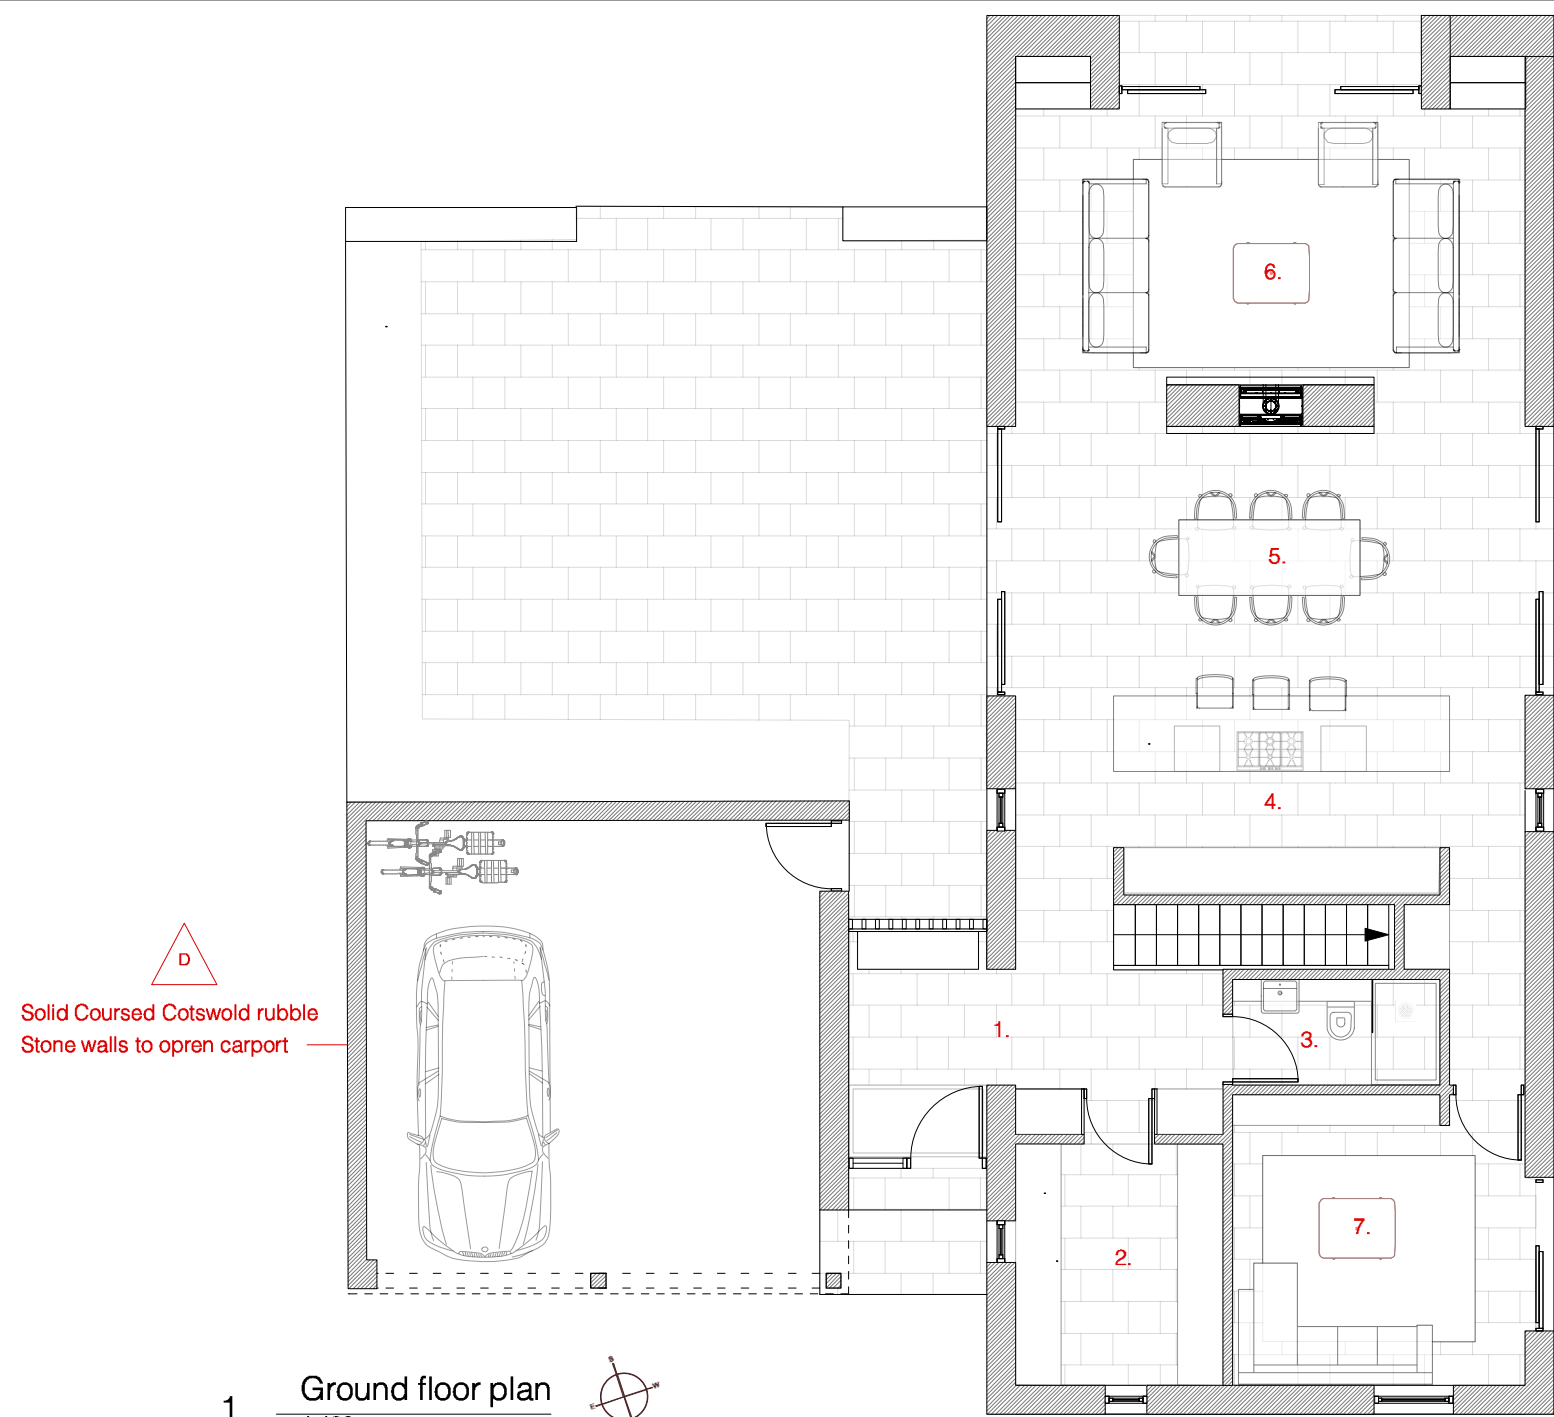 6.
5.
4.
D
Solid Coursed Cotswold rubble
Stone walls to opren carport
1.
3.
7.
2.
S
W
E
1 Ground floor plan